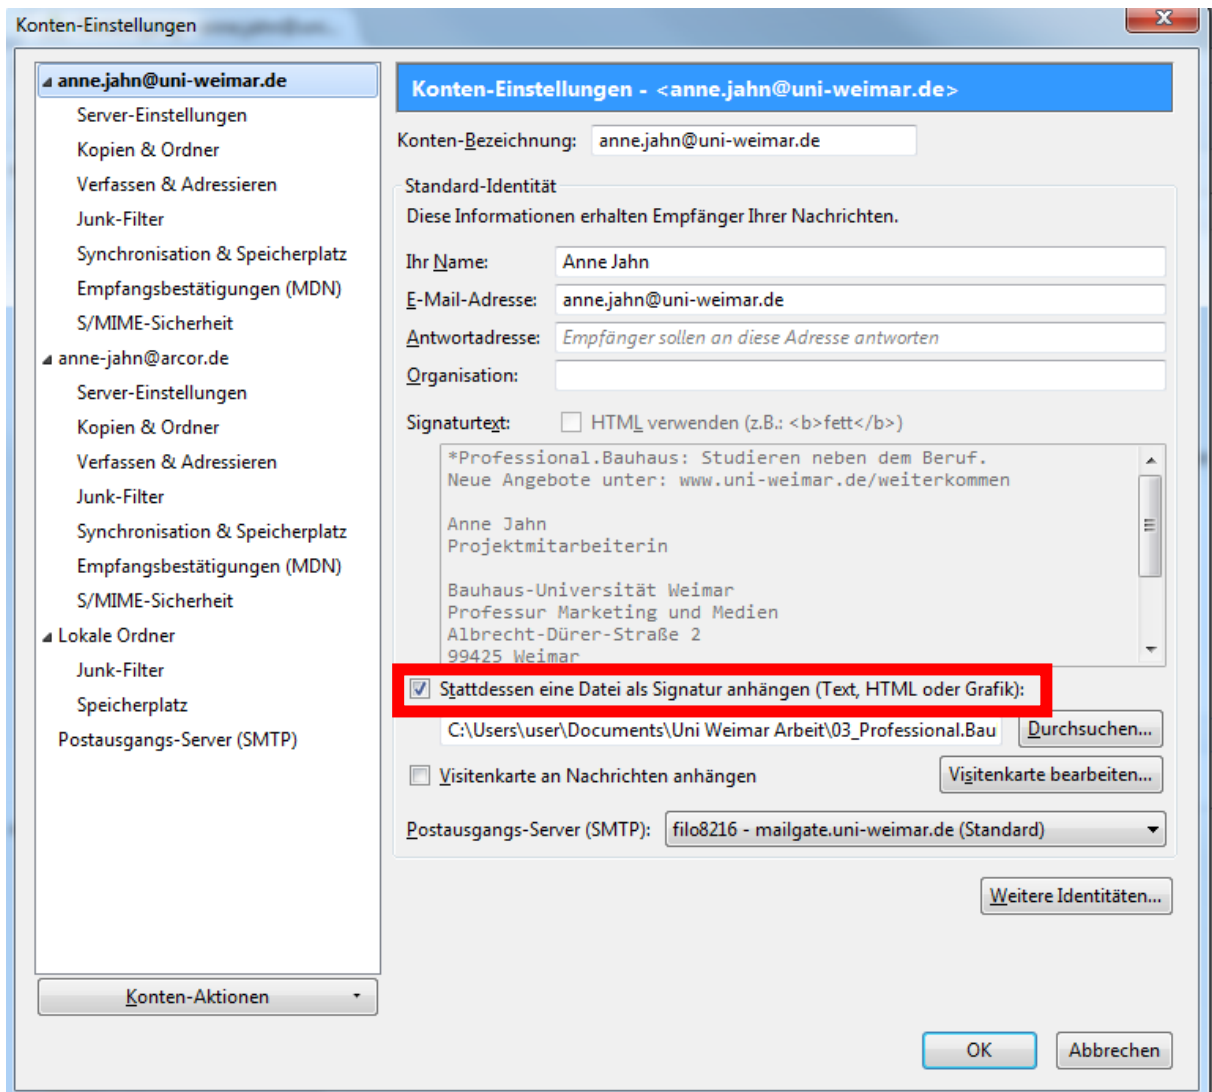 Konten-Einstellungen
anne.jahn@uni-weimar.de
Server-Einstellungen
Kopien & Ordner
Verfassen & Adressieren
Junk-Filter
Synchronisation & Speicherplatz
Empfangsbestätigungen (MDN)
S/MIME-Sicherheit
anne-jahn@arcor.de
Server-Einstellungen
Kopien & Ordner
Verfassen & Adressieren
Junk-Filter
Synchronisation & Speicherplatz
Empfangsbestätigungen (MDN)
S/MIME-Sicherheit
Lokale Ordner
Junk-Filter
Speicherplatz
Postausgangs-Server (SMTP)
Konten-Aktionen
Konten-Einstellungen - <anne.jahn@uni-weimar.de>
Konten-Bezeichnung: anne.jahn@uni-weimar.de
Standard-Identität
Diese Informationen erhalten Empfänger Ihrer Nachrichten.
Ihr Name: Anne Jahn
E-Mail-Adresse: anne.jahn@uni-weimar.de
Antwortadresse: Empfänger sollen an diese Adresse antworten
Organisation:
Signaturtext: HTML verwenden (z.B.: <b>fett</b>)
*Professional.Bauhaus: Studieren neben dem Beruf.
Neue Angebote unter: www.uni-weimar.de/weiterkommen
Anne Jahn
Projektmitarbeiterin
Bauhaus-Universität Weimar
Professur Marketing und Medien
Albrecht-Dürer-Straße 2
99425 Weimar
Stattdessen eine Datei als Signatur anhängen (Text, HTML oder Grafik):
C:\Users\user\Documents\Uni Weimar Arbeit\03_Professional.Bau Durchsuchen...
Visitenkarte an Nachrichten anhängen Visitenkarte bearbeiten...
Postausgangs-Server (SMTP): filo8216 - mailgate.uni-weimar.de (Standard)
Weitere Identitäten...
OK Abbrechen